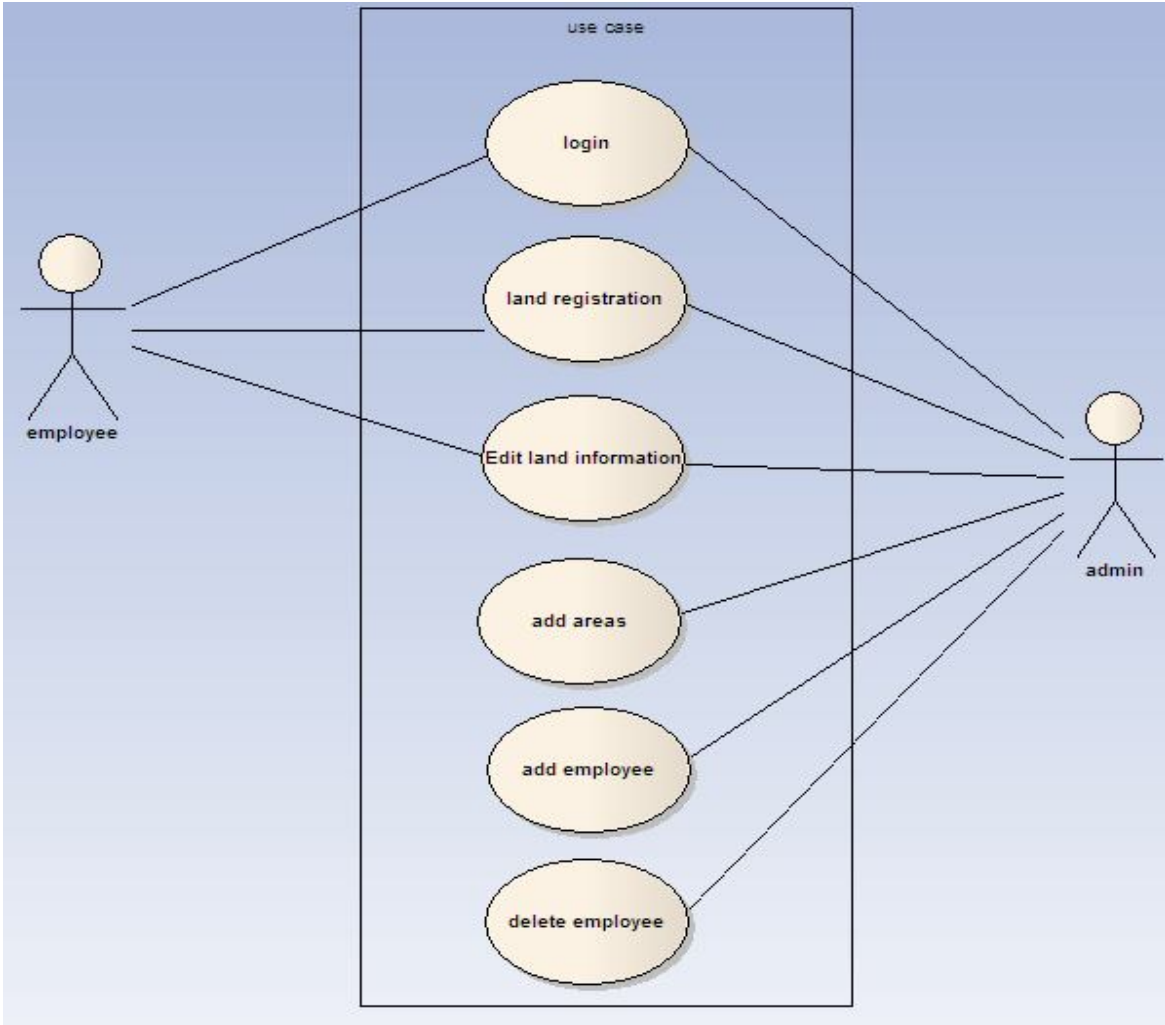 use case
login
land registration
employee
Edit land information
admin
add areas
add employee
delete employee